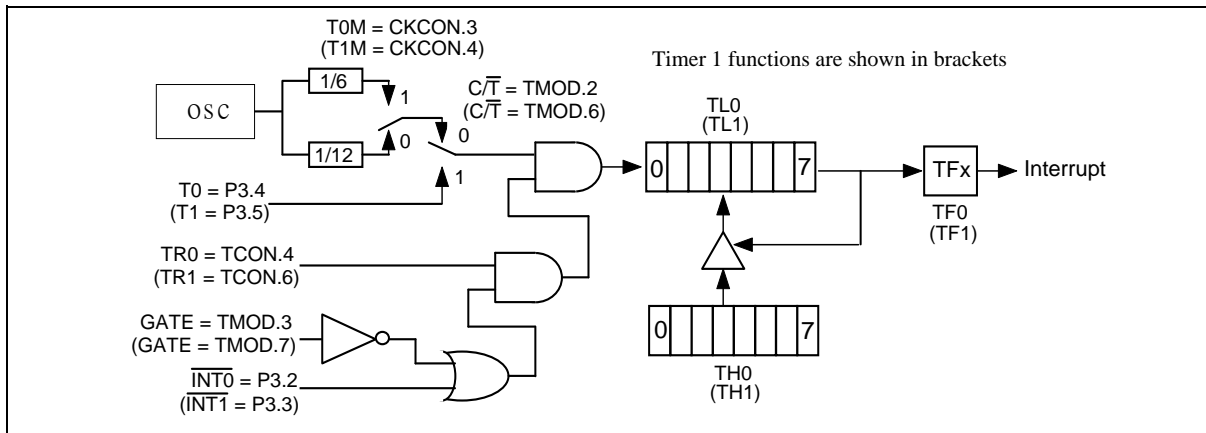 T0M = CKCON.3
(T1M = CKCON.4)
Timer 1 functions are shown in brackets
1/6
C/T̅ = TMOD.2
(C/T̅ = TMOD.6)
1
OSC
TL0
(TL1)
0
0
1/12
0
7
TFx
Interrupt
1
T0 = P3.4
(T1 = P3.5)
TF0
(TF1)
TR0 = TCON.4
(TR1 = TCON.6)
GATE = TMOD.3
(GATE = TMOD.7)
0
7
I̅N̅T̅0̅ = P3.2
(I̅N̅T̅1̅ = P3.3)
TH0
(TH1)